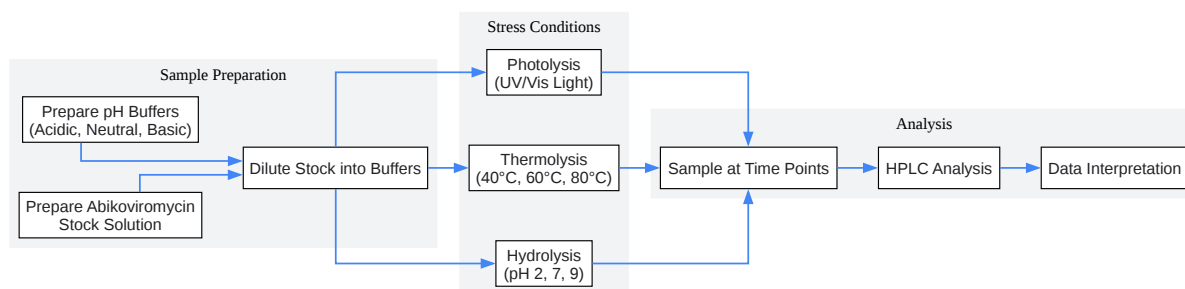 Stress Conditions
Photolysis
(UV/Vis Light)
Sample Preparation
Prepare pH Buffers
(Acidic, Neutral, Basic)
Analysis
Dilute Stock into Buffers
Thermolysis
(40°C, 60°C, 80°C)
Sample at Time Points
HPLC Analysis
Data Interpretation
Prepare Abikoviromycin
Stock Solution
Hydrolysis
(pH 2, 7, 9)